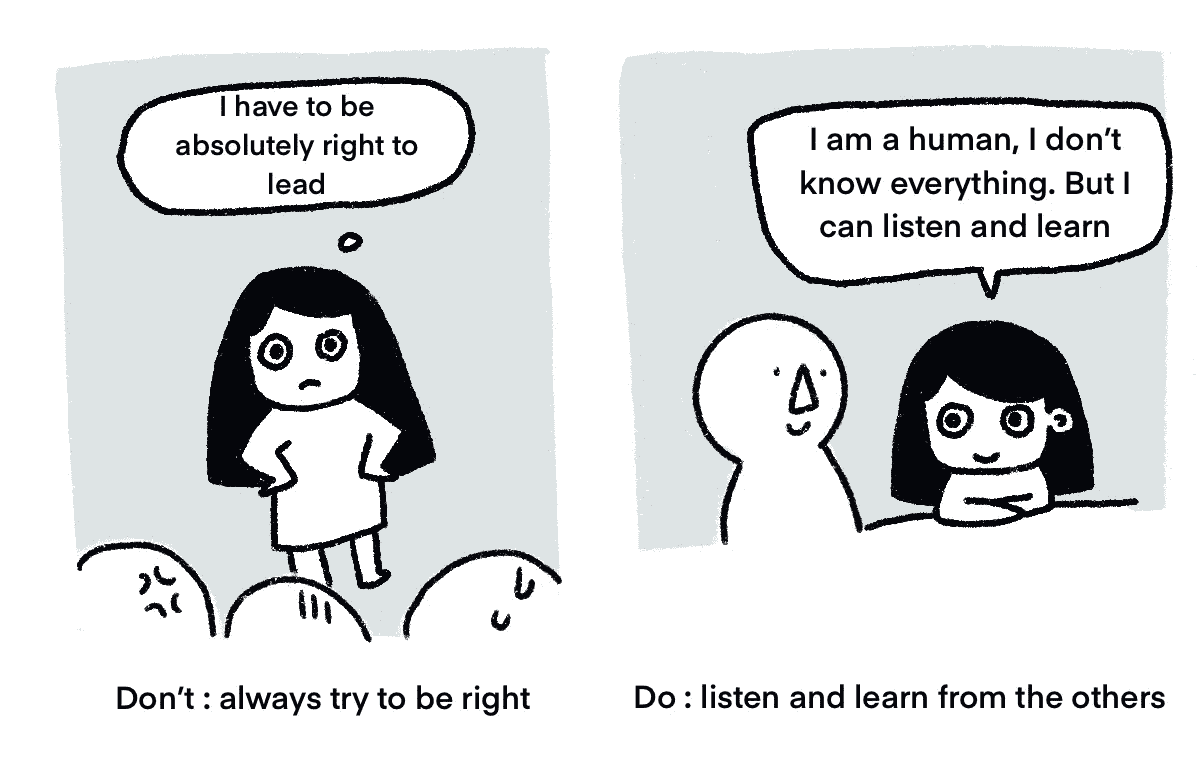 I have to be
absolutely right to
lead
I am a human, I don’t
know everything. But I
can listen and learn
Don’t : always try to be right
Do : listen and learn from the others